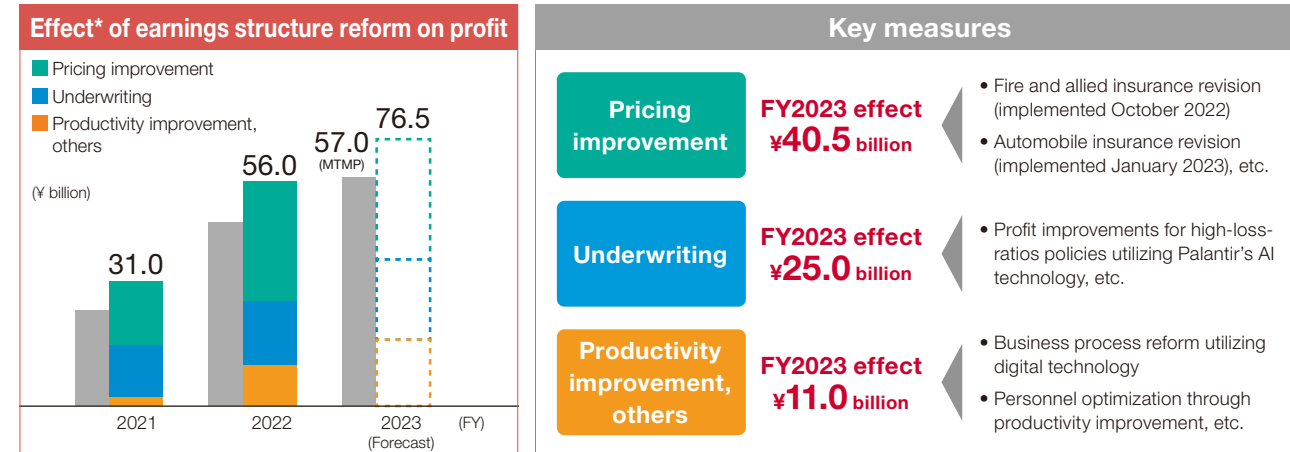 Effect* of earnings structure reform on profit
Pricing improvement
Underwriting
Productivity improvement,
others
(¥ billion)
31.0
56.0
57.0
(MTMP)
76.5
2021
2022
2023
(Forecast)
(FY)
Key measures
Pricing
improvement
FY2023 effect
¥40.5 billion
• Fire and allied insurance revision
(implemented October 2022)
• Automobile insurance revision
(implemented January 2023), etc.
Underwriting
FY2023 effect
¥25.0 billion
• Profit improvements for high-loss-
ratios policies utilizing Palantir's AI
technology, etc.
Productivity
improvement,
others
FY2023 effect
¥11.0 billion
• Business process reform utilizing
digital technology
• Personnel optimization through
productivity improvement, etc.